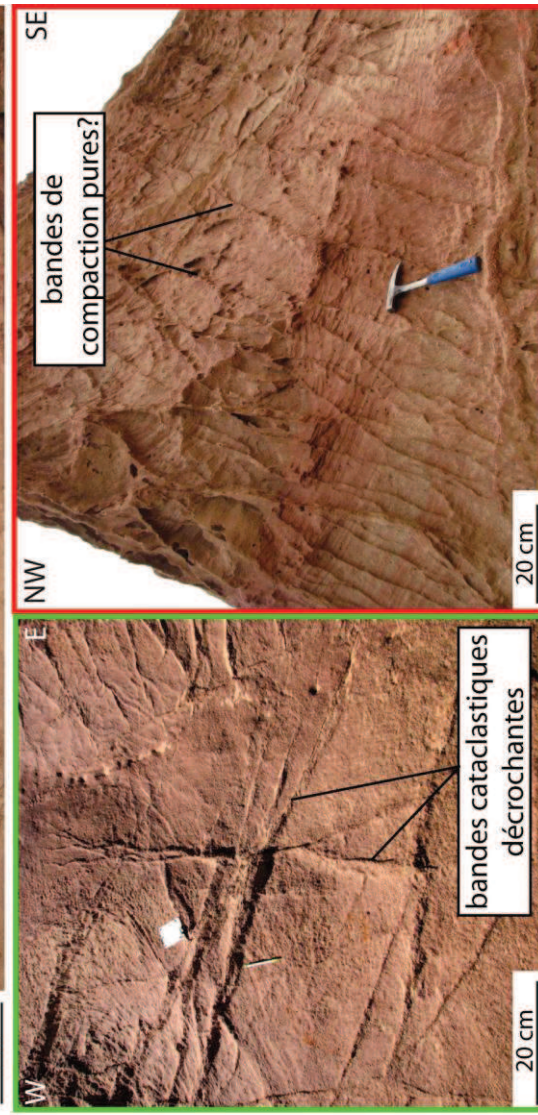 W
E
bandes cataclastiques
décrochantes
20 cm
NW
SE
bandes de
compaction pures?
20 cm